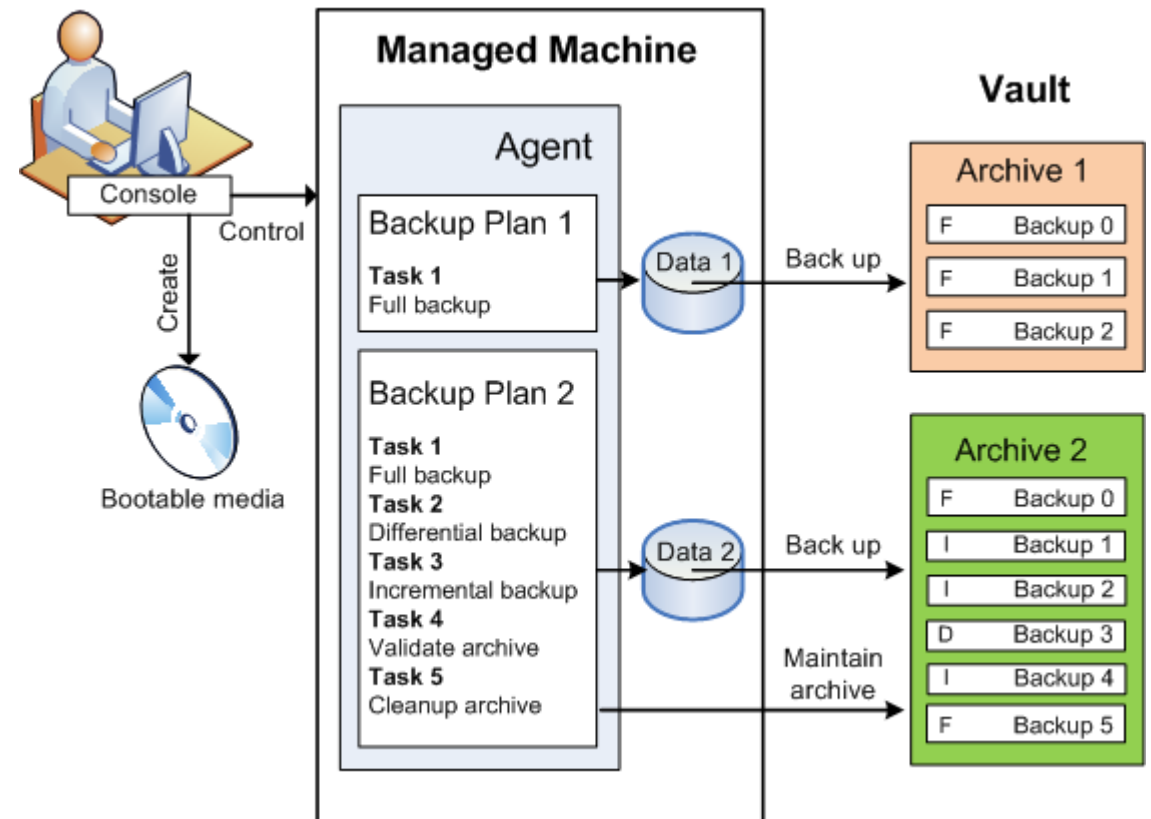 Managed Machine
Vault
Agent
Console
Control
Create
Bootable media
Backup Plan 1
Task 1
Full backup
Backup Plan 2
Task 1
Full backup
Task 2
Differential backup
Task 3
Incremental backup
Task 4
Validate archive
Task 5
Cleanup archive
Data 1
Back up
Data 2
Back up
Maintain
archive
Archive 1
F Backup 0
F Backup 1
F Backup 2
Archive 2
F Backup 0
I Backup 1
I Backup 2
D Backup 3
I Backup 4
F Backup 5